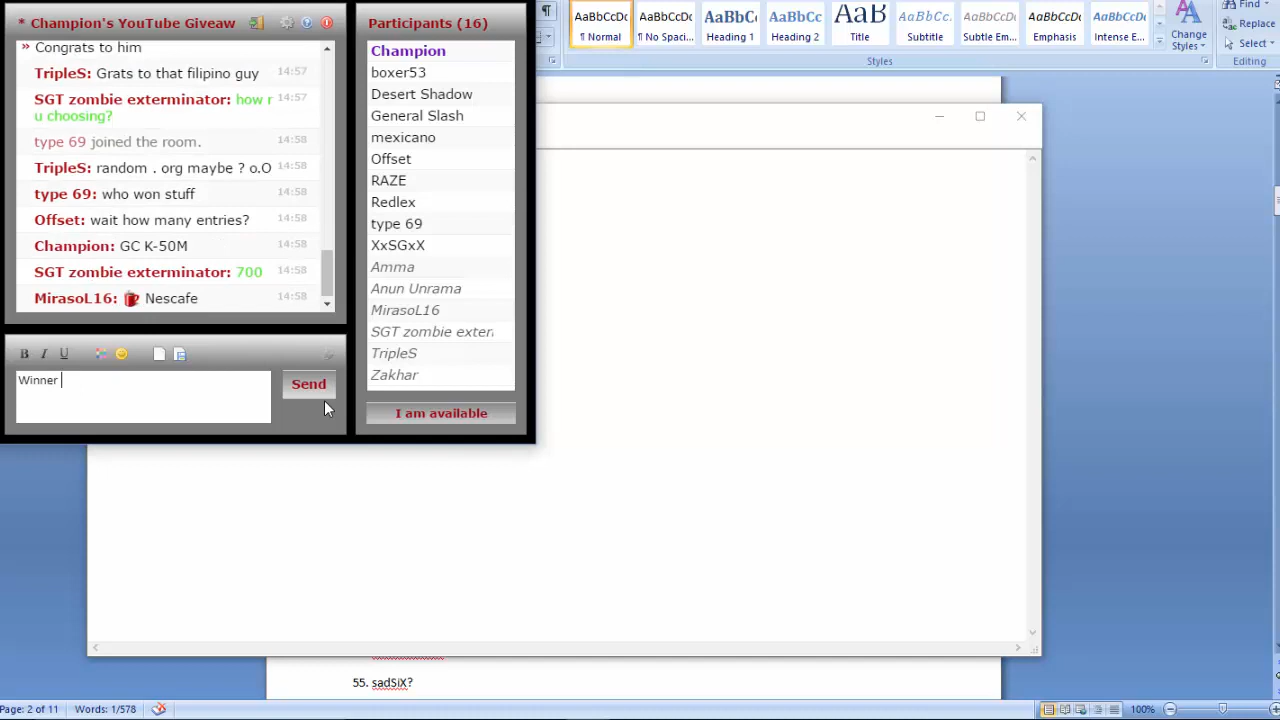 * Champion's YouTube Giveaw
» Congrats to him
TripleS: Grats to that filipino guy 14:57
SGT zombie exterminator: how r 14:57
u choosing?
type 69 joined the room. 14:58
TripleS: random . org maybe ? o.O 14:58
type 69: who won stuff 14:58
Offset: wait how many entries? 14:58
Champion: GC K-50M 14:58
SGT zombie exterminator: 700 14:58
MirasoL16: Nescafe 14:58
B I U
Winner
Send
Participants (16)
Champion
boxer53
Desert Shadow
General Slash
mexicano
Offset
RAZE
Redlex
type 69
XxSGxX
Amma
Anun Unrama
MirasoL16
SGT zombie exter
TripleS
Zakhar
I am available
¶
AaBbCcDc AaBbCcDc AaBbC AaBbCc AaB AaBbCc. AaBbCcDc AaBbCcDc AaBbCcDc
¶ Normal ¶ No Spaci... Heading 1 Heading 2 Title Subtitle Subtle Em... Emphasis Intense E...
Change
Styles
Styles
Find
Replace
Select
Editing
55. sadSiX?
Page: 2 of 11 Words: 1/578 100%